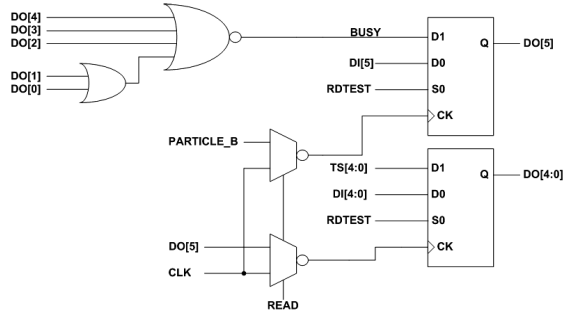 DO[4]
DO[3]
DO[2]
DO[1]
DO[0]
BUSY
DI[5]
RDTEST
D1
D0
S0
CK
Q
DO[5]
PARTICLE_B
TS[4:0]
DI[4:0]
RDTEST
D1
D0
S0
CK
Q
DO[4:0]
DO[5]
CLK
READ